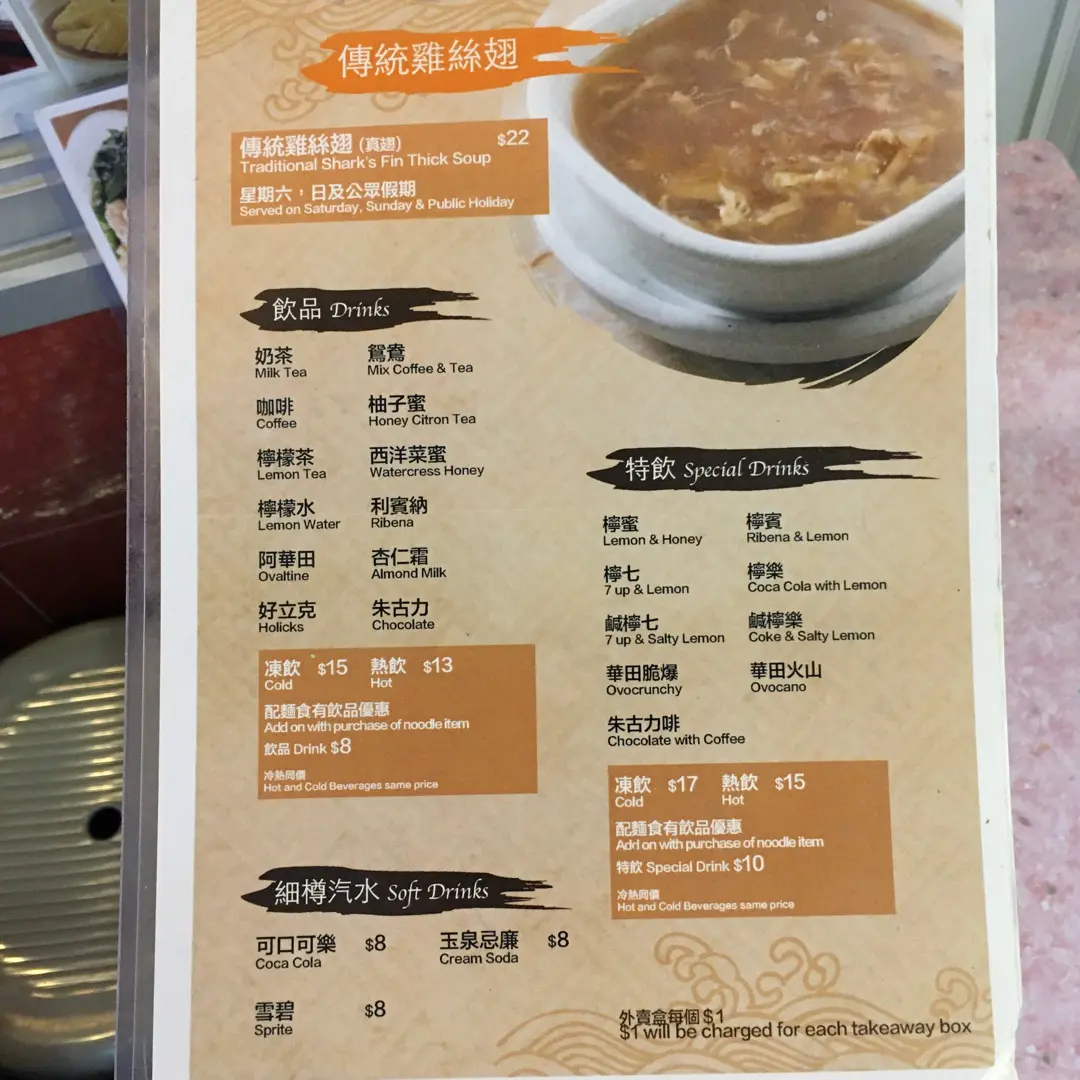 傳統雞絲翅
傳統雞絲翅 (真翅) $22
Traditional Shark's Fin Thick Soup
星期六，日及公眾假期
Served on Saturday, Sunday & Public Holiday
飲品 Drinks
奶茶 鴛鴦
Milk Tea Mix Coffee & Tea
咖啡 柚子蜜
Coffee Honey Citron Tea
檸檬茶 西洋菜蜜
Lemon Tea Watercress Honey
檸檬水 利賓納
Lemon Water Ribena
阿華田 杏仁霜
Ovaltine Almond Milk
好立克 朱古力
Holicks Chocolate
凍飲 $15 熱飲 $13
Cold Hot
配麵食有飲品優惠
Add on with purchase of noodle item
飲品 Drink $8
冷熱同價
Hot and Cold Beverages same price
特飲 Special Drinks
檸蜜 檸賓
Lemon & Honey Ribena & Lemon
檸七 檸樂
7 up & Lemon Coca Cola with Lemon
鹹檸七 鹹檸樂
7 up & Salty Lemon Coke & Salty Lemon
華田脆爆 華田火山
Ovocrunchy Ovocano
朱古力啡
Chocolate with Coffee
凍飲 $17 熱飲 $15
Cold Hot
配麵食有飲品優惠
Add on with purchase of noodle item
特飲 Special Drink $10
冷熱同價
Hot and Cold Beverages same price
細樽汽水 Soft Drinks
可口可樂 $8 玉泉忌廉 $8
Coca Cola Cream Soda
雪碧 $8
Sprite
外賣盒每個 $1
$1 will be charged for each takeaway box